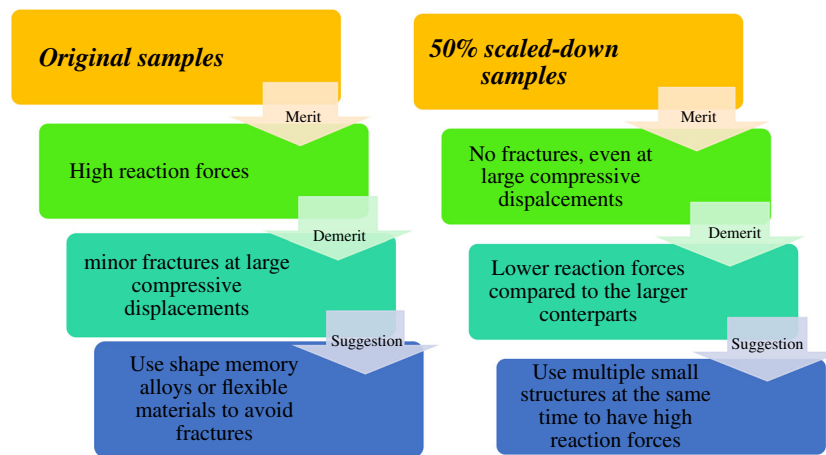 Original samples
Merit
High reaction forces
Demerit
minor fractures at large
compressive
displacements
Suggestion
Use shape memory
alloys or flexible
materials to avoid
fractures
50% scaled-down
samples
Merit
No fractures, even at
large compressive
dispalcements
Demerit
Lower reaction forces
compared to the larger
conterparts
Suggestion
Use multiple small
structures at the same
time to have high
reaction forces